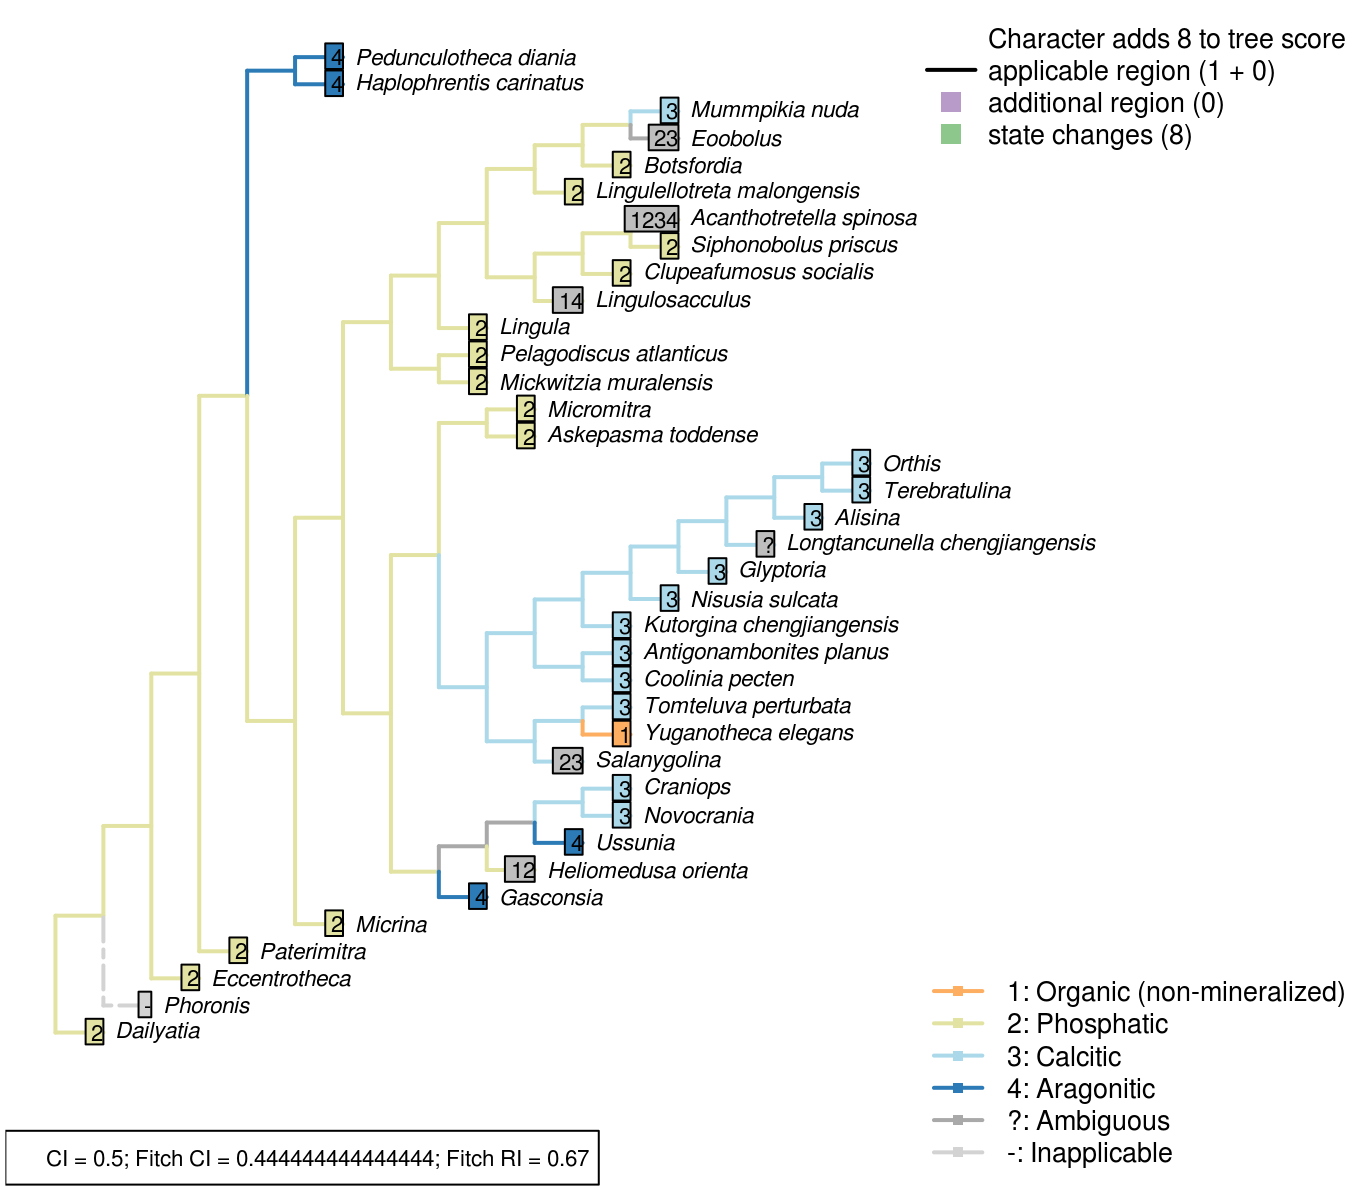 Character adds 8 to tree score
applicable region (1 + 0)
additional region (0)
state changes (8)
4 Pedunculotheca diania
4 Haplophrentis carinatus
3 Mummpikia nuda
23 Eoobolus
2 Botsfordia
2 Lingulellotreta malongensis
1234 Acanthotretella spinosa
2 Siphonobolus priscus
2 Clupeafumosus socialis
14 Lingulosacculus
2 Lingula
2 Pelagodiscus atlanticus
2 Mickwitzia muralensis
2 Micromitra
2 Askepasma toddense
3 Orthis
3 Terebratulina
3 Alisina
? Longtancunella chengjiangensis
3 Glyptoria
3 Nisusia sulcata
3 Kutorgina chengjiangensis
3 Antigonambonites planus
3 Coolinia pecten
3 Tomteluva perturbata
1 Yuganotheca elegans
23 Salanygolina
3 Craniops
3 Novocrania
4 Ussunia
12 Heliomedusa orienta
4 Gasconsia
2 Micrina
2 Paterimitra
2 Eccentrotheca
- Phoronis
2 Dailyatia
1: Organic (non-mineralized)
2: Phosphatic
3: Calcitic
4: Aragonitic
?: Ambiguous
-: Inapplicable
CI = 0.5; Fitch CI = 0.444444444444444; Fitch RI = 0.67